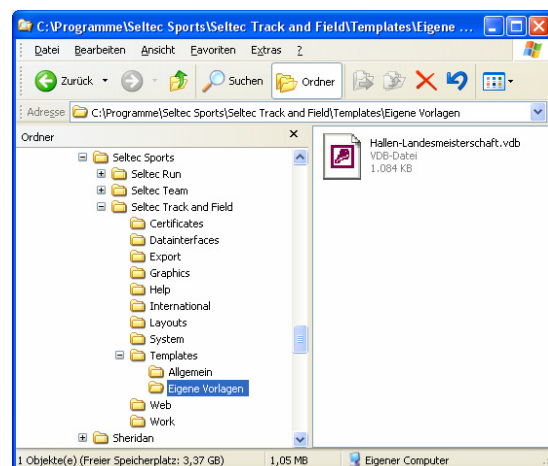 C:\Programme\Seltec Sports\Seltec Track and Field\Templates\Eigene ...
Datei Bearbeiten Ansicht Favoriten Extras ?
Zurück Suchen Ordner
Adresse C:\Programme\Seltec Sports\Seltec Track and Field\Templates\Eigene Vorlagen
Ordner
Seltec Sports
Seltec Run
Seltec Team
Seltec Track and Field
Certificates
Datainterfaces
Export
Graphics
Help
International
Layouts
System
Templates
Allgemein
Eigene Vorlagen
Web
Work
Sheridan
Hallen-Landesmeisterschaft.vdb
VDB-Datei
1.084 KB
1 Objekte(e) (Freier Speicherplatz: 3,37 GB) 1,05 MB Eigener Computer